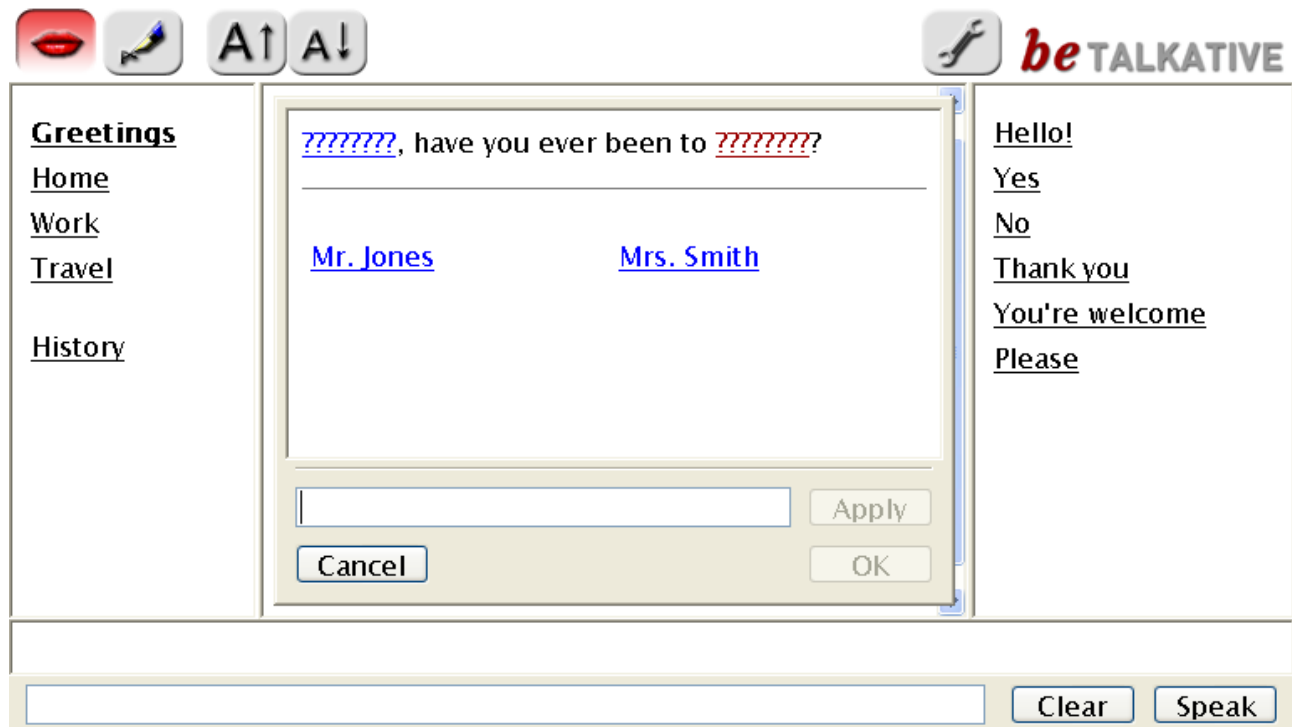 A↑ A↓
be TALKATIVE
Greetings
Home
Work
Travel
History
????????, have you ever been to ????????? 
Mr. Jones
Mrs. Smith
Apply
Cancel
OK
Hello!
Yes
No
Thank you
You're welcome
Please
Clear
Speak